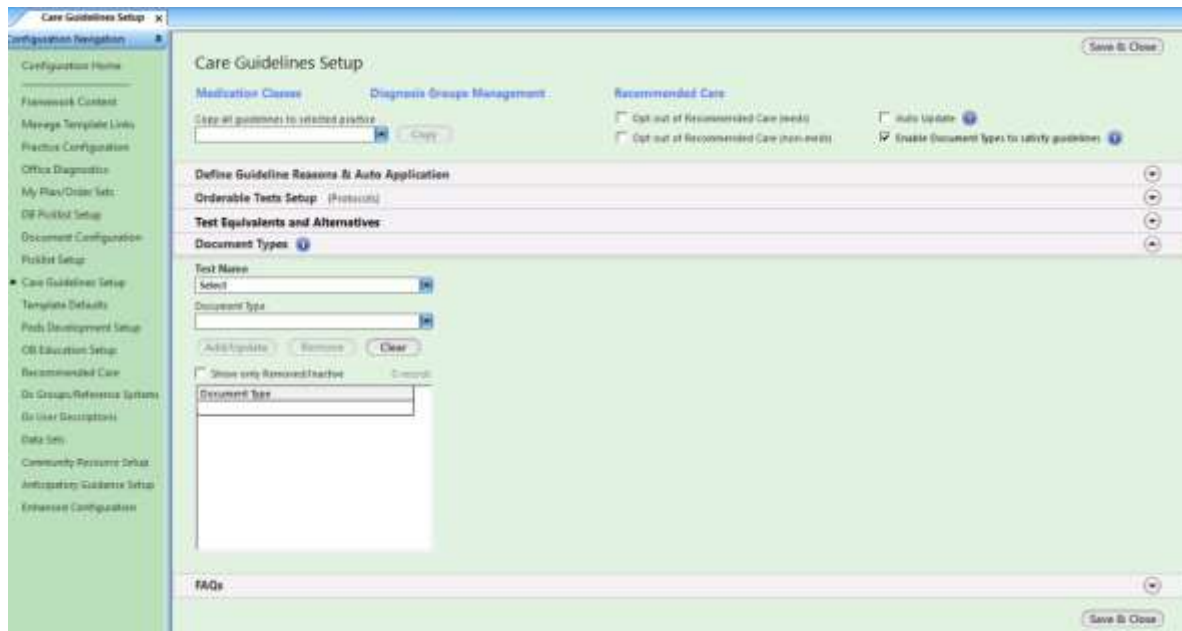 Care Guidelines Setup x
Configuration Navigation
Configuration Home
Framework Content
Manage Template Links
Practice Configuration
Office Diagnostics
My Plan/Order Sets
DB Picklist Setup
Document Configuration
Picklist Setup
Care Guidelines Setup
Template Defaults
Peds Development Setup
OB Education Setup
Recommended Care
Dx Groups/Reference Systems
Dx User Descriptions
Data Sets
Community Resource Setup
Anticipatory Guidance Setup
Enhanced Configuration
Save & Close
Care Guidelines Setup
Medication Classes Diagnosis Groups Management Recommended Care
Copy all guidelines to selected practice
Copy
Opt out of Recommended Care (meds)
Opt out of Recommended Care (non-meds)
Auto Update
Enable Document Types to satisfy guidelines
Define Guideline Reasons & Auto Application
Orderable Tests Setup (Protocols)
Test Equivalents and Alternatives
Document Types
Test Name
Select
Document Type
Add/Update Remove Clear
Show only Removed/Inactive 0 records
Document Type
FAQs
Save & Close